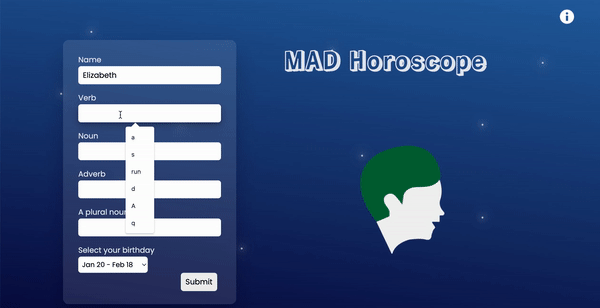 MAD Horoscope
Name
Elizabeth
Verb
a
s
run
d
A
q
Noun
Adverb
A plural noun
Select your birthday
Jan 20 - Feb 18
Submit